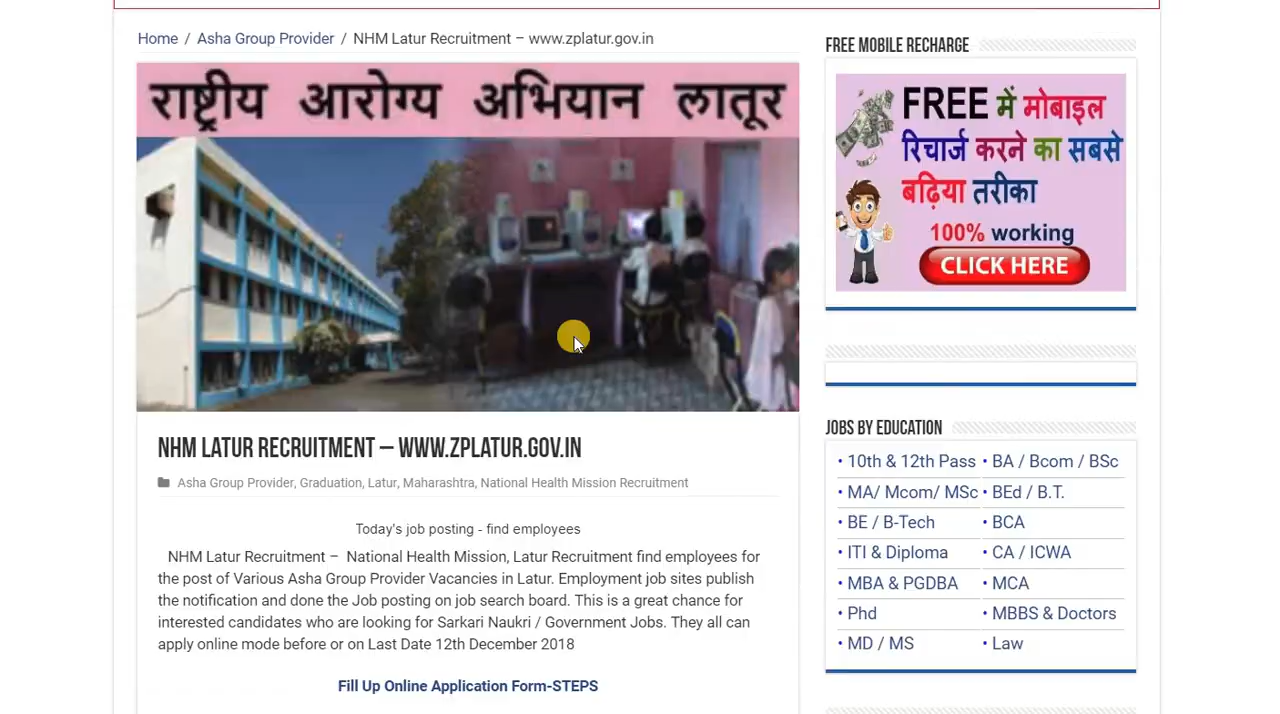 Home / Asha Group Provider / NHM Latur Recruitment – www.zplatur.gov.in
राष्ट्रीय आरोग्य अभियान लातूर
NHM LATUR RECRUITMENT – WWW.ZPLATUR.GOV.IN
Asha Group Provider, Graduation, Latur, Maharashtra, National Health Mission Recruitment
Today's job posting - find employees
NHM Latur Recruitment – National Health Mission, Latur Recruitment find employees for
the post of Various Asha Group Provider Vacancies in Latur. Employment job sites publish
the notification and done the Job posting on job search board. This is a great chance for
interested candidates who are looking for Sarkari Naukri / Government Jobs. They all can
apply online mode before or on Last Date 12th December 2018
Fill Up Online Application Form-STEPS
FREE MOBILE RECHARGE
FREE में मोबाइल
रिचार्ज करने का सबसे
बढ़िया तरीका
100% working
CLICK HERE
JOBS BY EDUCATION
• 10th & 12th Pass • BA / Bcom / BSc
• MA/ Mcom/ MSc • BEd / B.T.
• BE / B-Tech • BCA
• ITI & Diploma • CA / ICWA
• MBA & PGDBA • MCA
• Phd • MBBS & Doctors
• MD / MS • Law